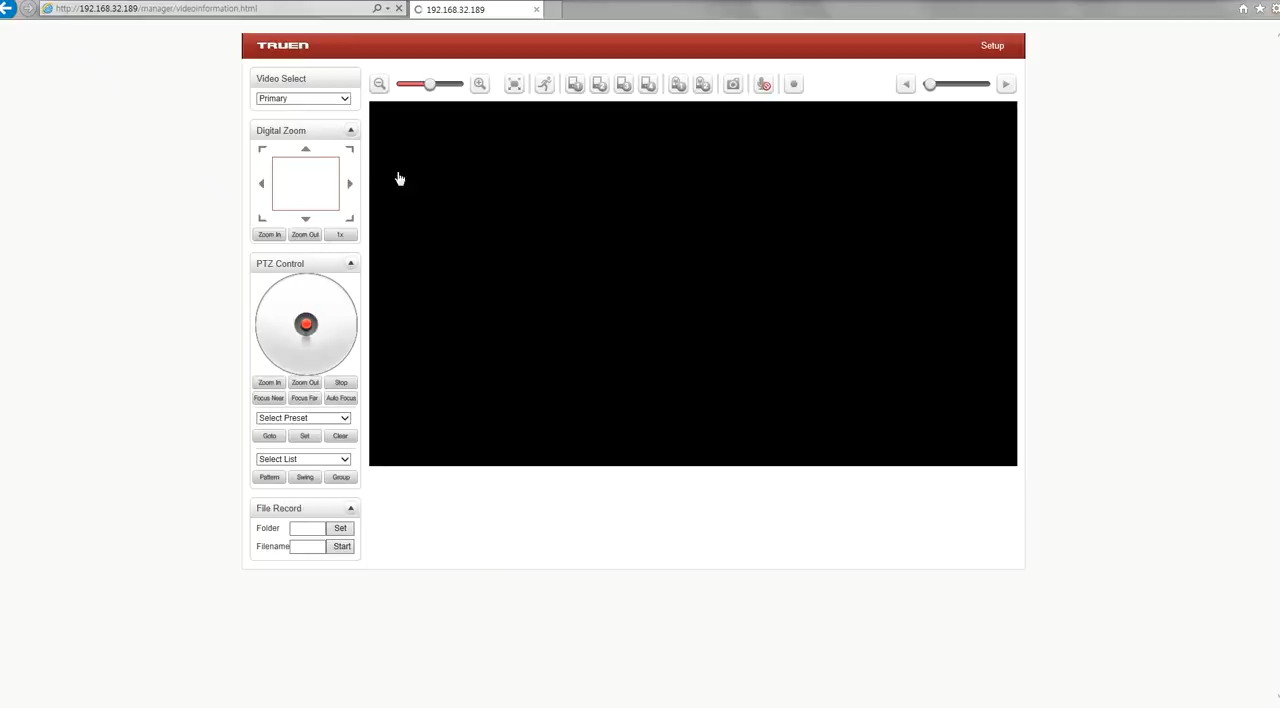 http://192.168.32.189/manager/videoinformation.html
192.168.32.189
TRUEN
Setup
Video Select
Primary
Digital Zoom
Zoom In Zoom Out 1x
PTZ Control
Zoom In Zoom Out Stop
Focus Near Focus Far Auto Focus
Select Preset
Goto Set Clear
Select List
Pattern Swing Group
File Record
Folder Set
Filename Start